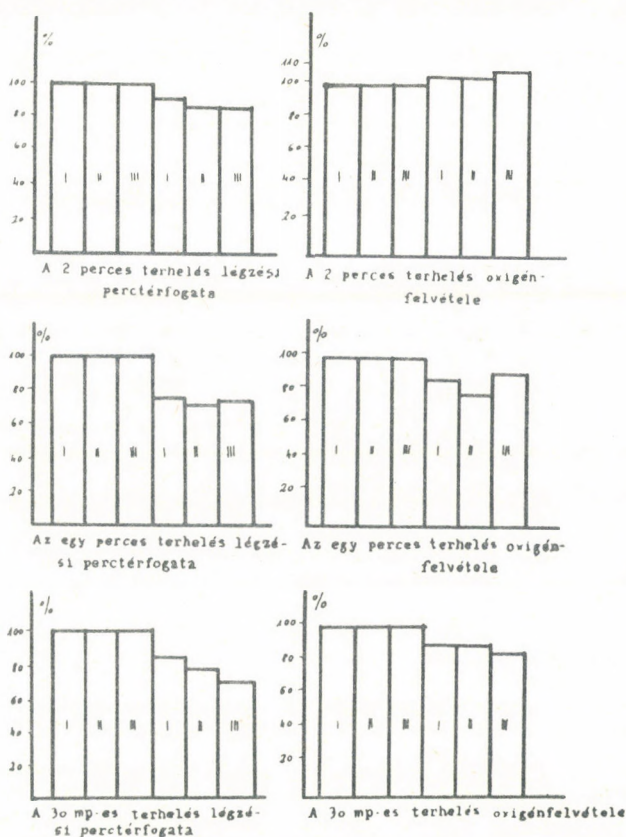 %
100
80
60
40
20
I II III I II III
A 2 perces terhelés légzési
perctérfogata
%
110
100
80
60
40
20
I II III I II III
A 2 perces terhelés oxigén-
felvétele
%
100
80
60
40
20
I II III I II III
Az egy perces terhelés légzé-
si perctérfogata
%
100
80
60
40
20
I II III I II III
Az egy perces terhelés oxigén-
felvétele
%
100
80
60
40
20
I II III I II III
A 30 mp-es terhelés légzé-
si perctérfogata
%
100
80
60
40
20
I II III I II III
A 30 mp-es terhelés oxigénfelvétele